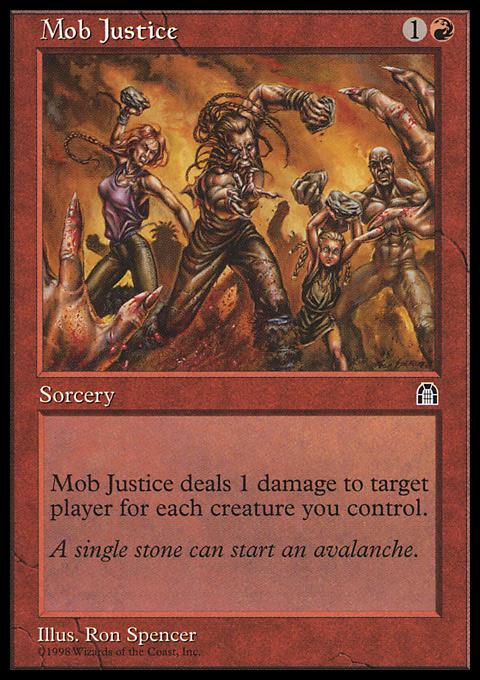 Mob Justice 1
Sorcery
Mob Justice deals 1 damage to target
player for each creature you control.
A single stone can start an avalanche.
Illus. Ron Spencer
©1998 Wizards of the Coast, Inc.